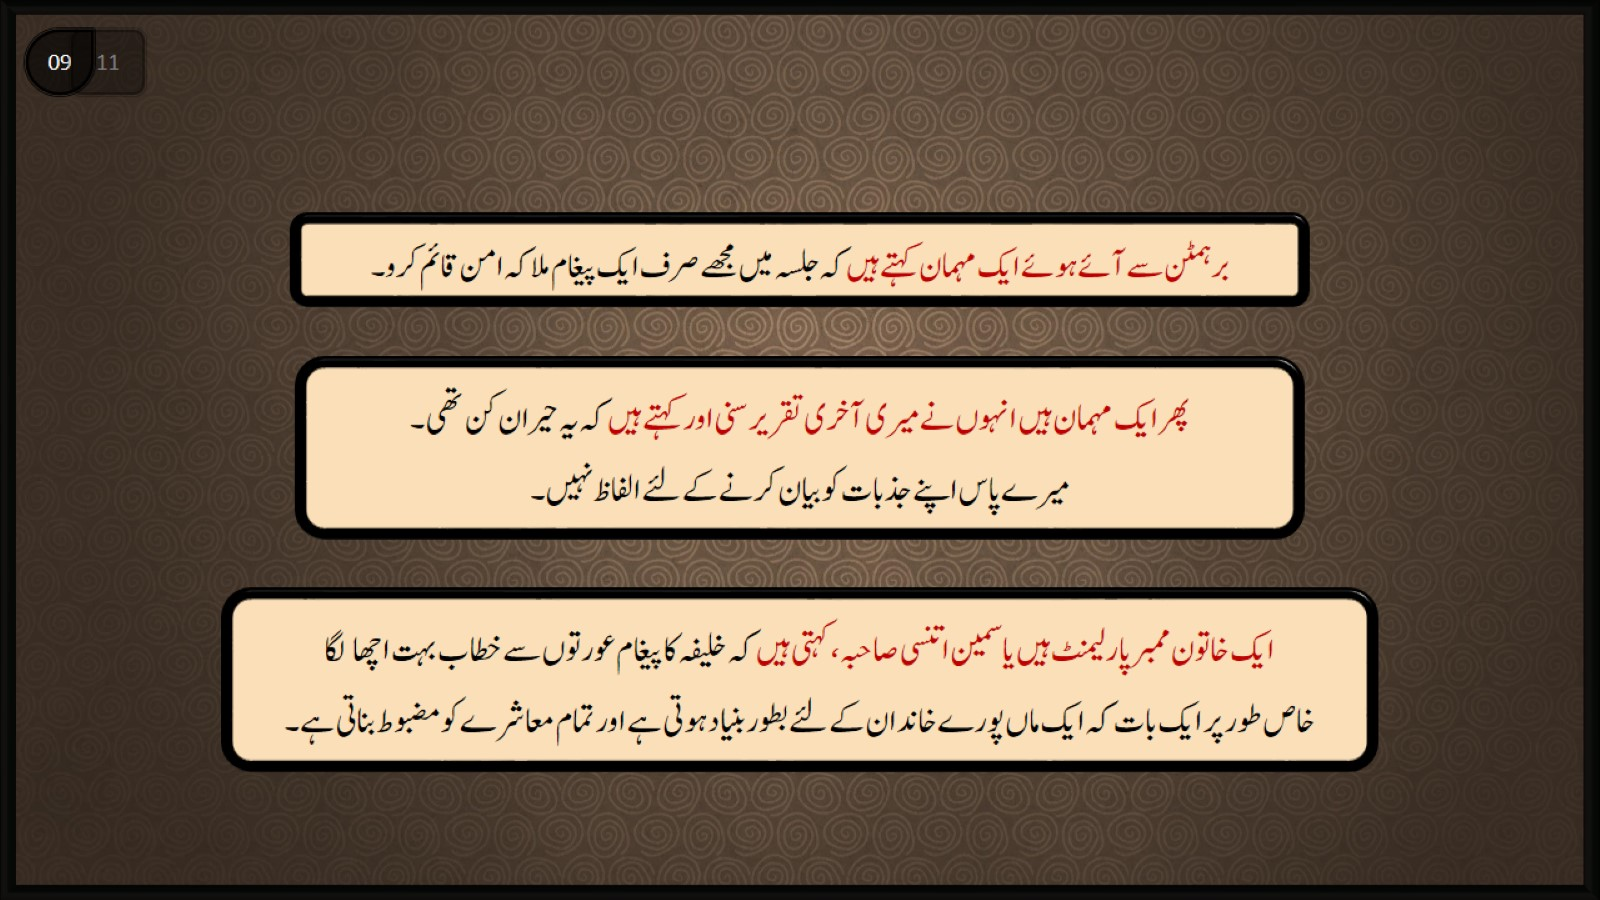 09 11
برہمٹن سے آئے ہوئے ایک مہمان کہتے ہیں کہ جلسہ میں مجھے صرف ایک پیغام ملا کہ امن قائم کرو۔
پھر ایک مہمان ہیں انہوں نے میری آخری تقریر سنی اور کہتے ہیں کہ یہ حیران کن تھی۔
میرے پاس اپنے جذبات کو بیان کرنے کے لئے الفاظ نہیں۔
ایک خاتون ممبر پارلیمنٹ ہیں یاسمین اتنسی صاحبہ، کہتی ہیں کہ خلیفہ کا پیغام عورتوں سے خطاب بہت اچھا لگا
خاص طور پر ایک بات کہ ایک ماں پورے خاندان کے لئے بطور بنیاد ہوتی ہے اور تمام معاشرے کو مضبوط بناتی ہے۔